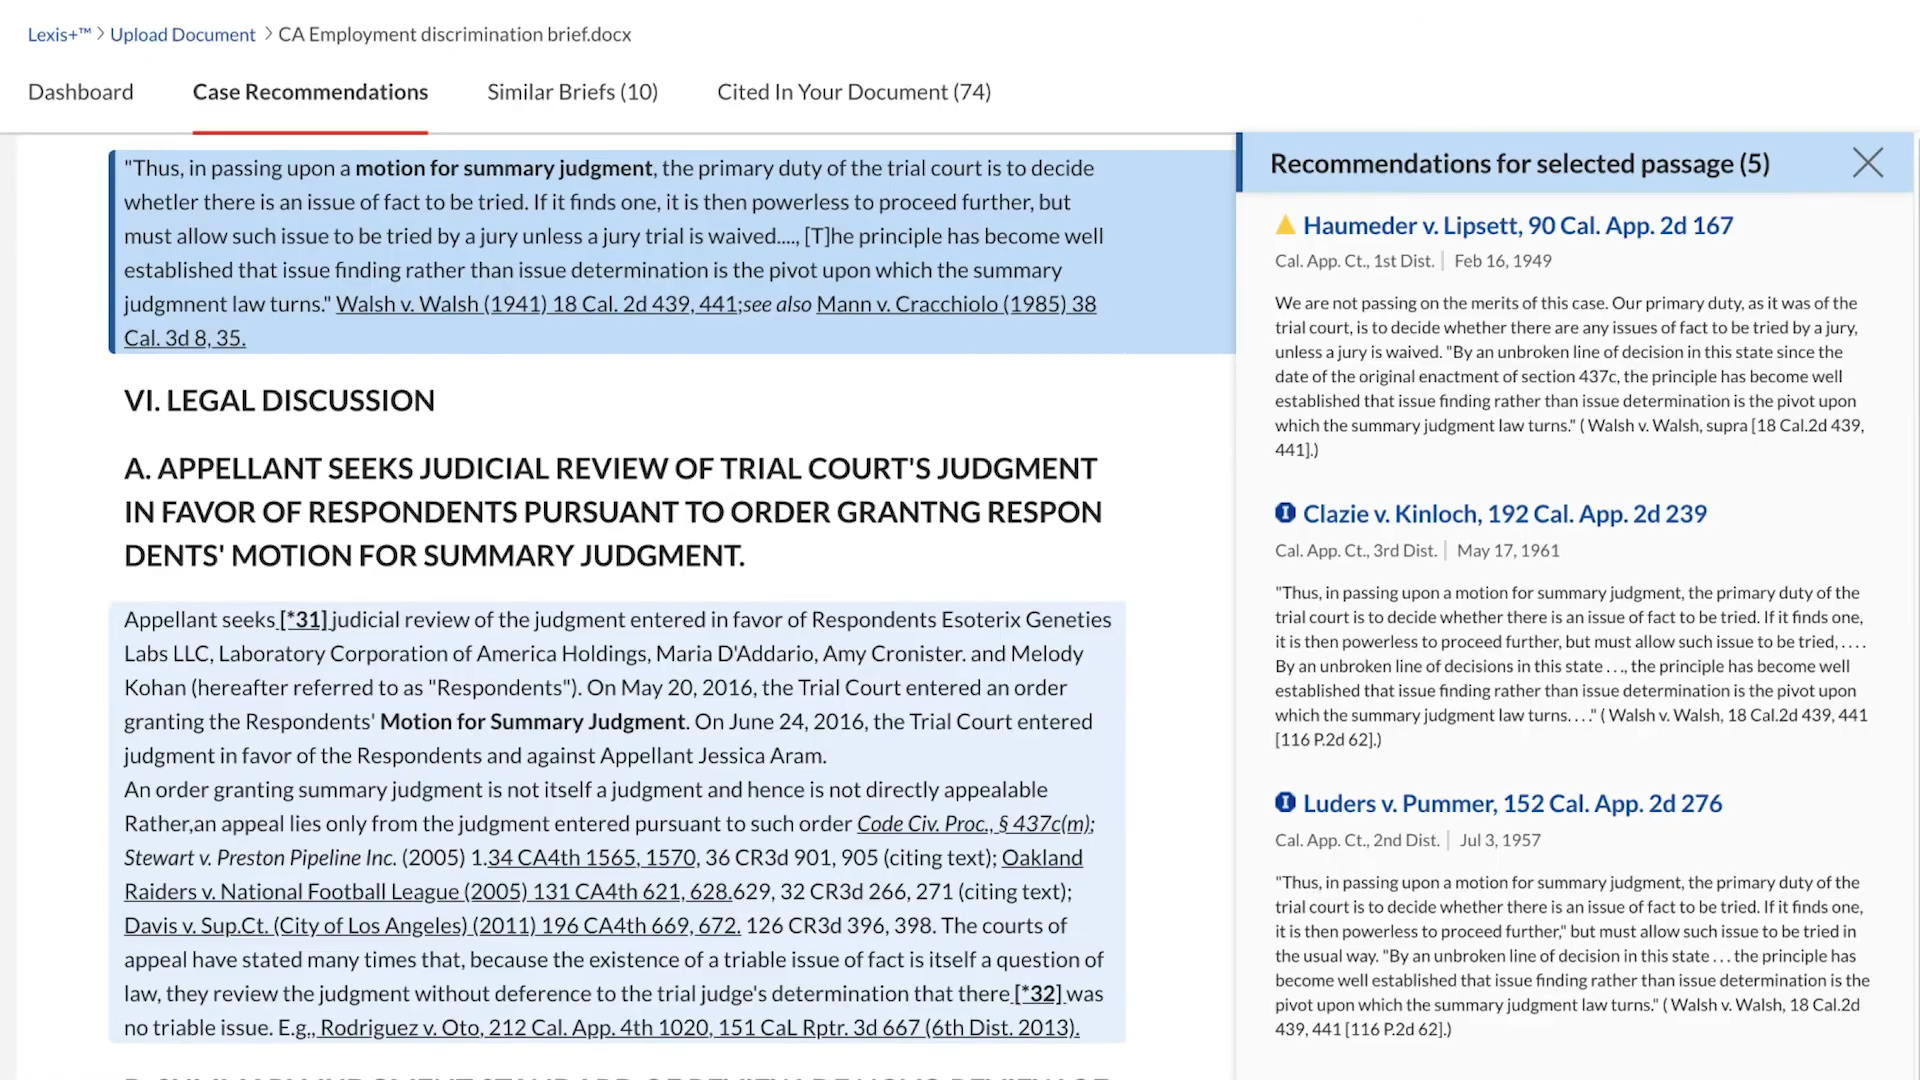 Lexis+™ > Upload Document > CA Employment discrimination brief.docx
Dashboard
Case Recommendations
Similar Briefs (10)
Cited In Your Document (74)
"Thus, in passing upon a motion for summary judgment, the primary duty of the trial court is to decide
whetler there is an issue of fact to be tried. If it finds one, it is then powerless to proceed further, but
must allow such issue to be tried by a jury unless a jury trial is waived...., [T]he principle has become well
established that issue finding rather than issue determination is the pivot upon which the summary
judgmnent law turns." Walsh v. Walsh (1941) 18 Cal. 2d 439, 441;see also Mann v. Cracchiolo (1985) 38
Cal. 3d 8, 35.
VI. LEGAL DISCUSSION
A. APPELLANT SEEKS JUDICIAL REVIEW OF TRIAL COURT'S JUDGMENT
IN FAVOR OF RESPONDENTS PURSUANT TO ORDER GRANTNG RESPON
DENTS' MOTION FOR SUMMARY JUDGMENT.
Appellant seeks [*31] judicial review of the judgment entered in favor of Respondents Esoterix Geneties
Labs LLC, Laboratory Corporation of America Holdings, Maria D'Addario, Amy Cronister. and Melody
Kohan (hereafter referred to as "Respondents"). On May 20, 2016, the Trial Court entered an order
granting the Respondents' Motion for Summary Judgment. On June 24, 2016, the Trial Court entered
judgment in favor of the Respondents and against Appellant Jessica Aram.
An order granting summary judgment is not itself a judgment and hence is not directly appealable
Rather,an appeal lies only from the judgment entered pursuant to such order Code Civ. Proc., § 437c(m);
Stewart v. Preston Pipeline Inc. (2005) 1.34 CA4th 1565, 1570, 36 CR3d 901, 905 (citing text); Oakland
Raiders v. National Football League (2005) 131 CA4th 621, 628.629, 32 CR3d 266, 271 (citing text);
Davis v. Sup.Ct. (City of Los Angeles) (2011) 196 CA4th 669, 672. 126 CR3d 396, 398. The courts of
appeal have stated many times that, because the existence of a triable issue of fact is itself a question of
law, they review the judgment without deference to the trial judge's determination that there [*32] was
no triable issue. E.g., Rodriguez v. Oto, 212 Cal. App. 4th 1020, 151 CaL Rptr. 3d 667 (6th Dist. 2013).
Recommendations for selected passage (5)
Haumeder v. Lipsett, 90 Cal. App. 2d 167
Cal. App. Ct., 1st Dist. | Feb 16, 1949
We are not passing on the merits of this case. Our primary duty, as it was of the
trial court, is to decide whether there are any issues of fact to be tried by a jury,
unless a jury is waived. "By an unbroken line of decision in this state since the
date of the original enactment of section 437c, the principle has become well
established that issue finding rather than issue determination is the pivot upon
which the summary judgment law turns." ( Walsh v. Walsh, supra [18 Cal.2d 439,
441].)
Clazie v. Kinloch, 192 Cal. App. 2d 239
Cal. App. Ct., 3rd Dist. | May 17, 1961
"Thus, in passing upon a motion for summary judgment, the primary duty of the
trial court is to decide whether there is an issue of fact to be tried. If it finds one,
it is then powerless to proceed further, but must allow such issue to be tried, . . . .
By an unbroken line of decisions in this state . . ., the principle has become well
established that issue finding rather than issue determination is the pivot upon
which the summary judgment law turns. . . ." ( Walsh v. Walsh, 18 Cal.2d 439, 441
[116 P.2d 62].)
Luders v. Pummer, 152 Cal. App. 2d 276
Cal. App. Ct., 2nd Dist. | Jul 3, 1957
"Thus, in passing upon a motion for summary judgment, the primary duty of the
trial court is to decide whether there is an issue of fact to be tried. If it finds one,
it is then powerless to proceed further," but must allow such issue to be tried in
the usual way. "By an unbroken line of decision in this state . . . the principle has
become well established that issue finding rather than issue determination is the
pivot upon which the summary judgment law turns." ( Walsh v. Walsh, 18 Cal.2d
439, 441 [116 P.2d 62].)